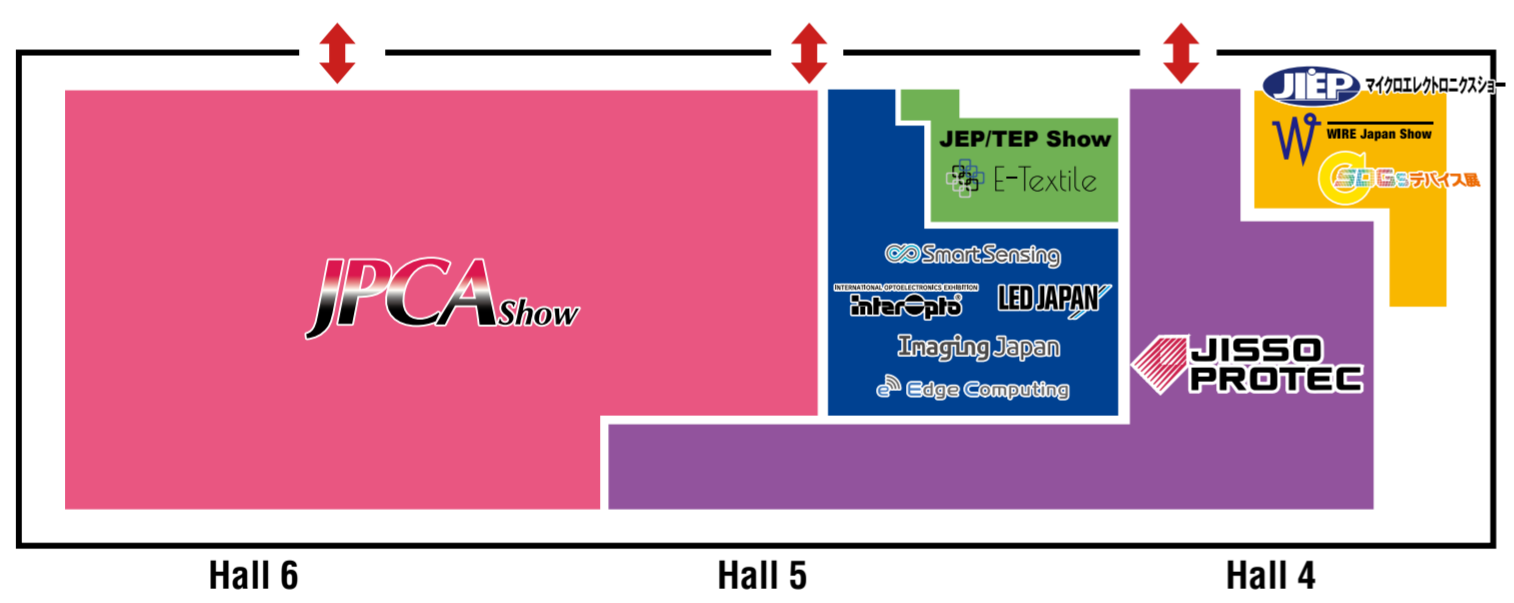 JIEP マイクロエレクトロニクスショー
WIRE Japan Show
SDGsデバイス展
JEP/TEP Show
E-Textile
Smart Sensing
INTERNATIONAL OPTOELECTRONICS EXHIBITION
interOpto®
LED JAPAN
Imaging Japan
Edge Computing
JPCA Show
JISSO
PROTEC
Hall 6
Hall 5
Hall 4